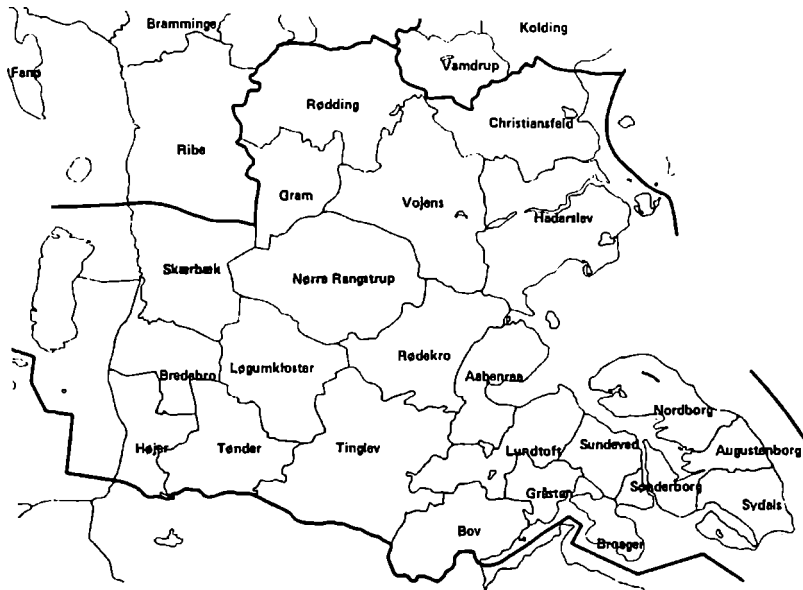 Bramminge
Kolding
Fanø
Vamdrup
Rødding
Christiansfeld
Ribe
Gram
Vojens
Haderslev
Skærbæk
Nørre Rangstrup
Rødekro
Løgumkloster
Bredebro
Aabenraa
Nordborg
Højer
Tønder
Tinglev
Lundtoft
Sundeved
Augustenborg
Gråsten
Sønderborg
Sydals
Bov
Broager